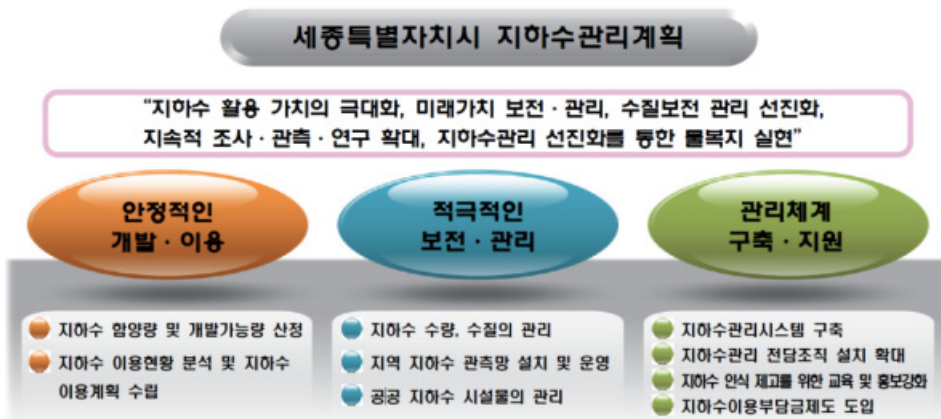 세종특별자치시 지하수관리계획
“지하수 활용 가치의 극대화, 미래가치 보전·관리, 수질보전 관리 선진화,
지속적 조사·관측·연구 확대, 지하수관리 선진화를 통한 물복지 실현”
안정적인
개발·이용
지하수 함양량 및 개발가능량 산정
지하수 이용현황 분석 및 지하수
이용계획 수립
적극적인
보전·관리
지하수 수량, 수질의 관리
지역 지하수 관측망 설치 및 운영
공공 지하수 시설물의 관리
관리체계
구축·지원
지하수관리시스템 구축
지하수관리 전담조직 설치 확대
지하수 인식 제고를 위한 교육 및 홍보강화
지하수이용부담금제도 도입